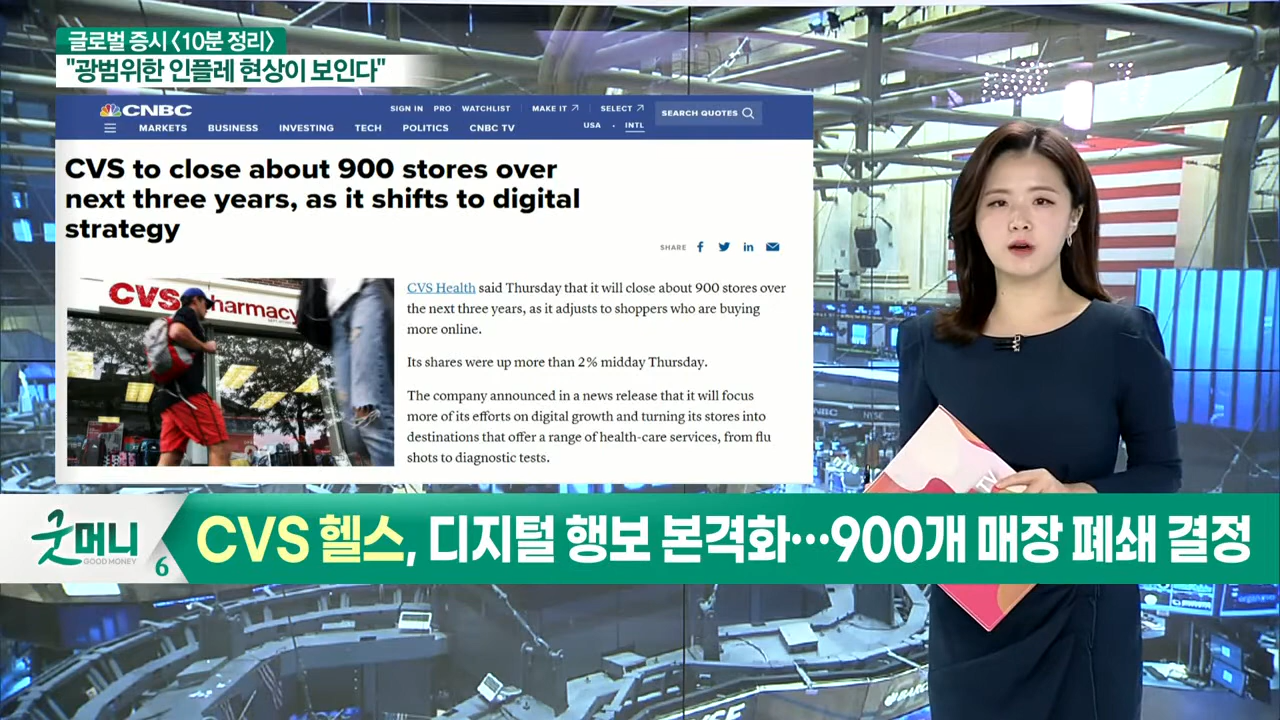 글로벌 증시 <10분 정리>
"광범위한 인플레 현상이 보인다"
CNBC
SIGN IN PRO WATCHLIST MAKE IT SELECT SEARCH QUOTES
MARKETS BUSINESS INVESTING TECH POLITICS CNBC TV USA · INTL
CVS to close about 900 stores over
next three years, as it shifts to digital
strategy
SHARE
CVS pharmacy
CVS Health said Thursday that it will close about 900 stores over
the next three years, as it adjusts to shoppers who are buying
more online.
Its shares were up more than 2% midday Thursday.
The company announced in a news release that it will focus
more of its efforts on digital growth and turning its stores into
destinations that offer a range of health-care services, from flu
shots to diagnostic tests.
TV
굿머니
GOOD MONEY
6
CVS 헬스, 디지털 행보 본격화…900개 매장 폐쇄 결정